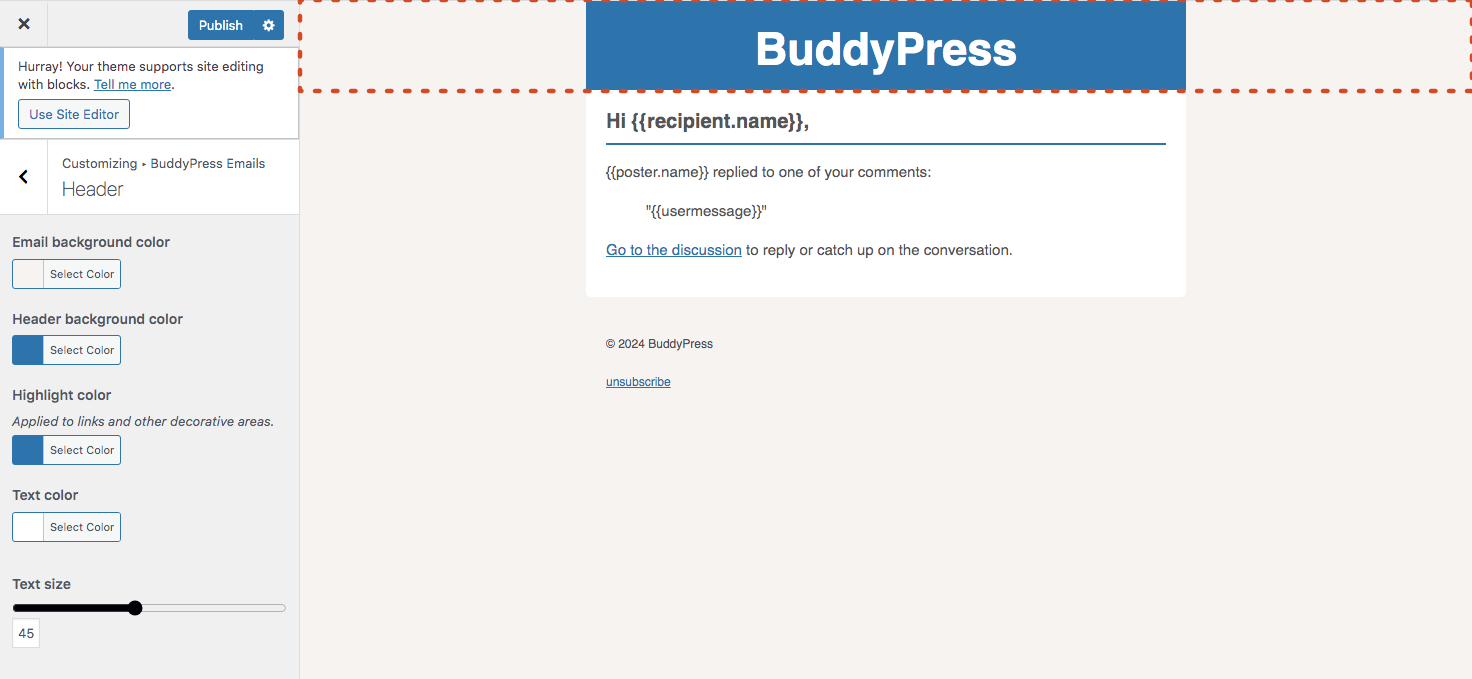 Publish
Hurray! Your theme supports site editing
with blocks. Tell me more.
Use Site Editor
Customizing ▸ BuddyPress Emails
Header
Email background color
Select Color
Header background color
Select Color
Highlight color
Applied to links and other decorative areas.
Select Color
Text color
Select Color
Text size
45
BuddyPress
Hi {{recipient.name}},
{{poster.name}} replied to one of your comments:
"{{usermessage}}"
Go to the discussion to reply or catch up on the conversation.
© 2024 BuddyPress
unsubscribe